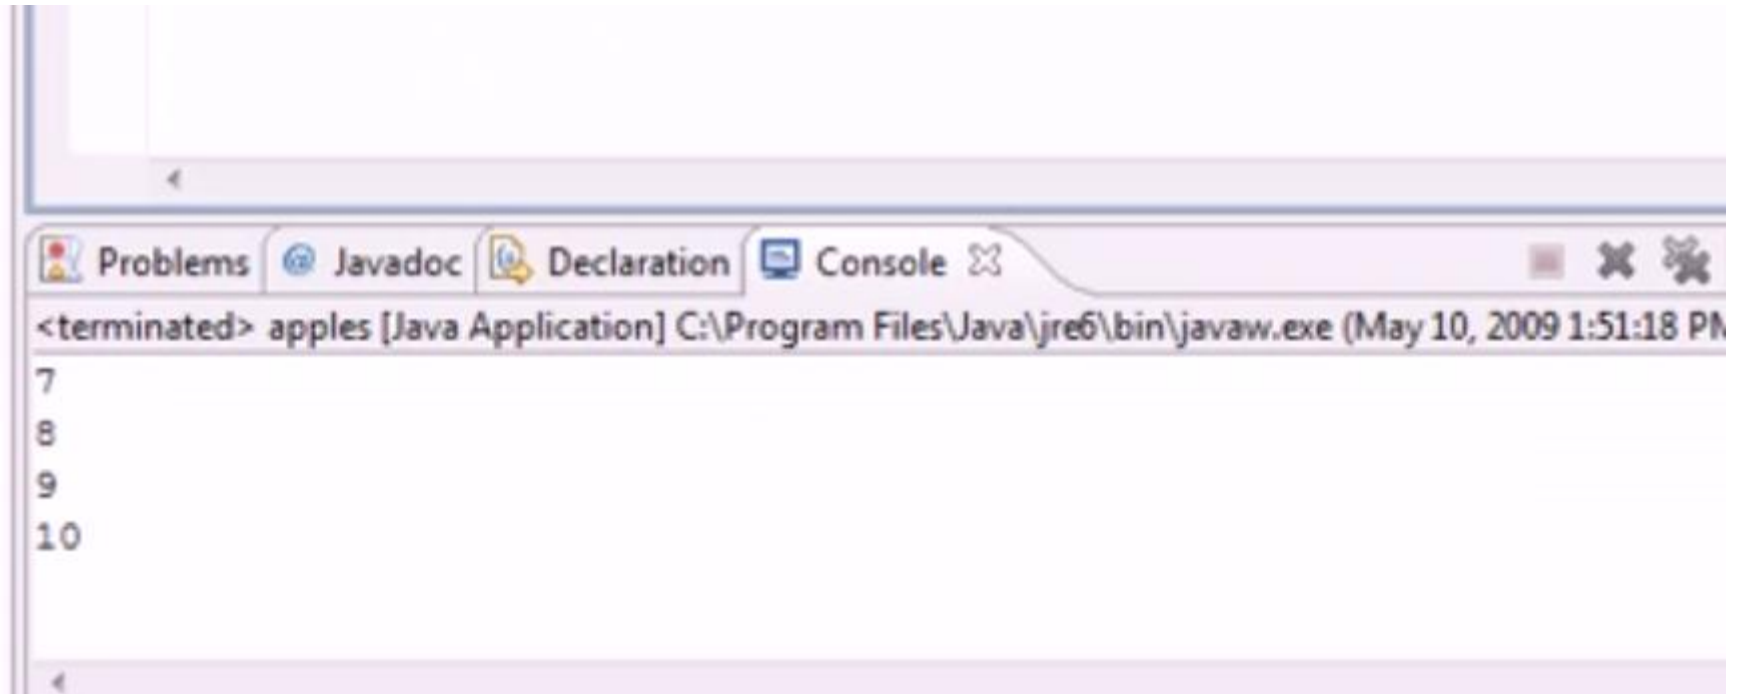 Problems @ Javadoc Declaration Console
<terminated> apples [Java Application] C:\Program Files\Java\jre6\bin\javaw.exe (May 10, 2009 1:51:18 PM
7
8
9
10